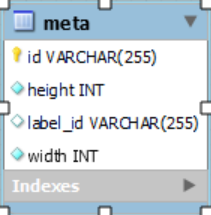 meta
id VARCHAR(255)
height INT
label_id VARCHAR(255)
width INT
Indexes